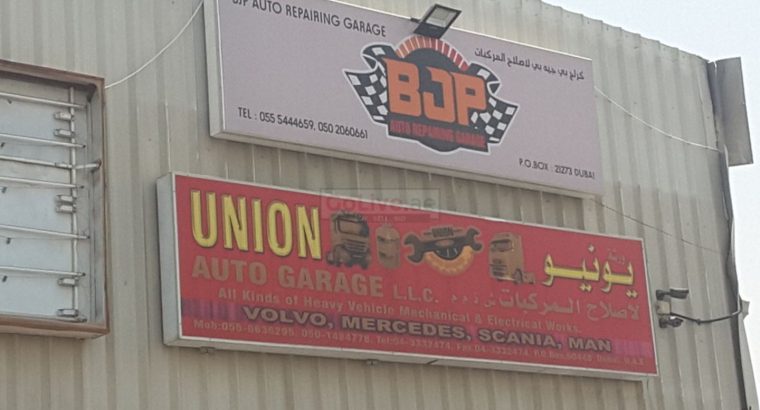 BJP AUTO REPAIRING GARAGE
كراج بي جيه بي لاصلاح المركبات
BJP
AUTO REPAIRING GARAGE
TEL : 055 5444659, 050 2060661
P.O.BOX : 21273 DUBAI
UNION
UNION
ورشة
يونيو
AUTO GARAGE L.L.C.
لاصلاح المركبات ش ذ م م
All Kinds of Heavy Vehicle Mechanical & Electrical Works.
VOLVO, MERCEDES, SCANIA, MAN